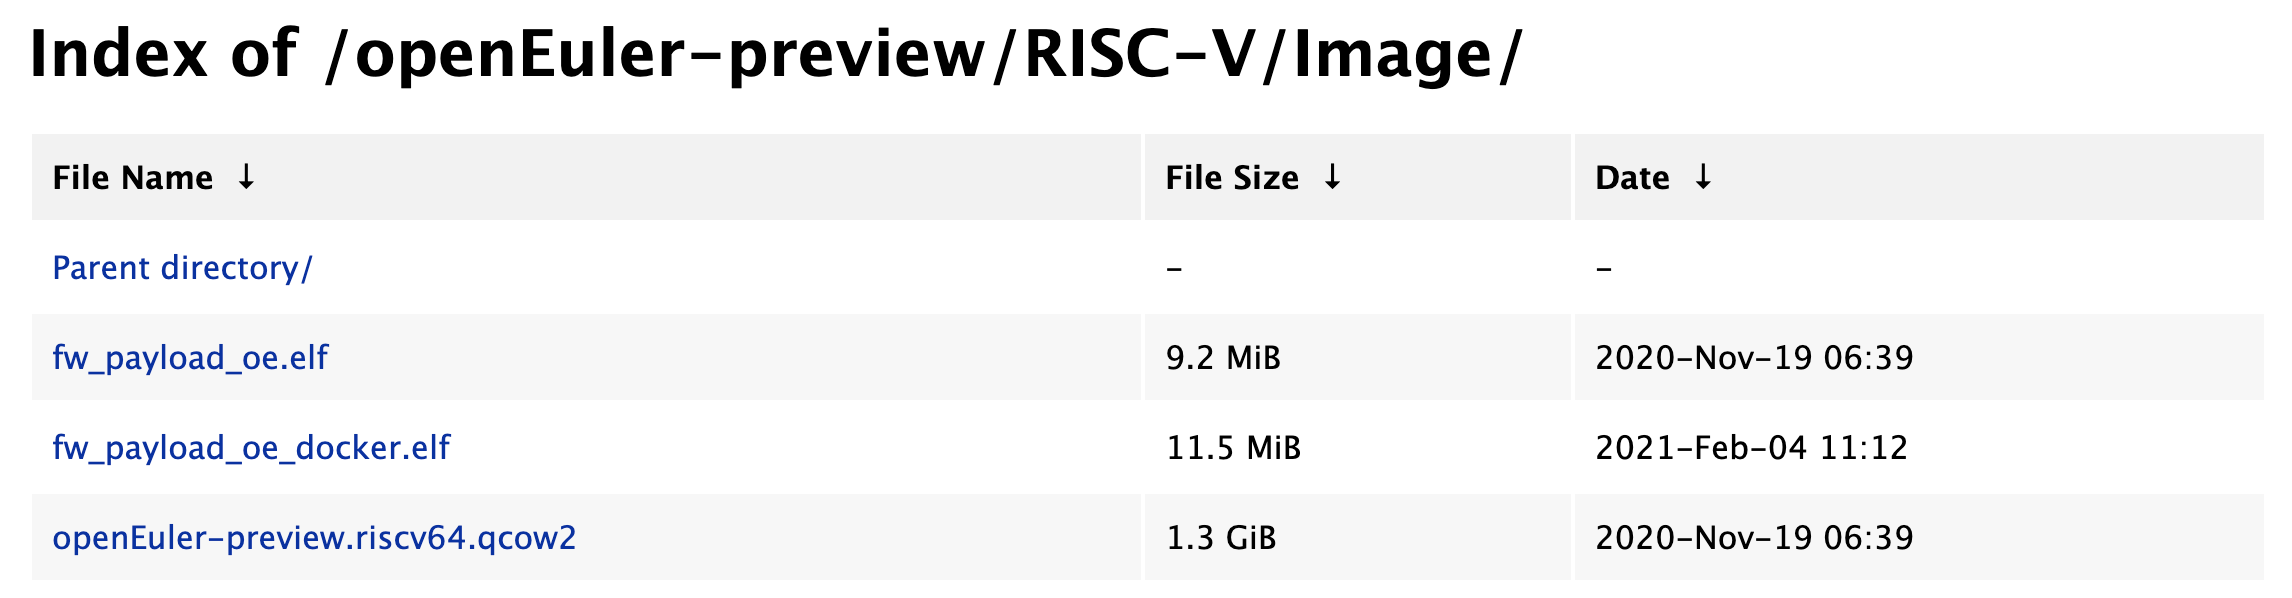 Index of /openEuler-preview/RISC-V/Image/
File Name ↓ File Size ↓ Date ↓
Parent directory/ - -
fw_payload_oe.elf 9.2 MiB 2020-Nov-19 06:39
fw_payload_oe_docker.elf 11.5 MiB 2021-Feb-04 11:12
openEuler-preview.riscv64.qcow2 1.3 GiB 2020-Nov-19 06:39